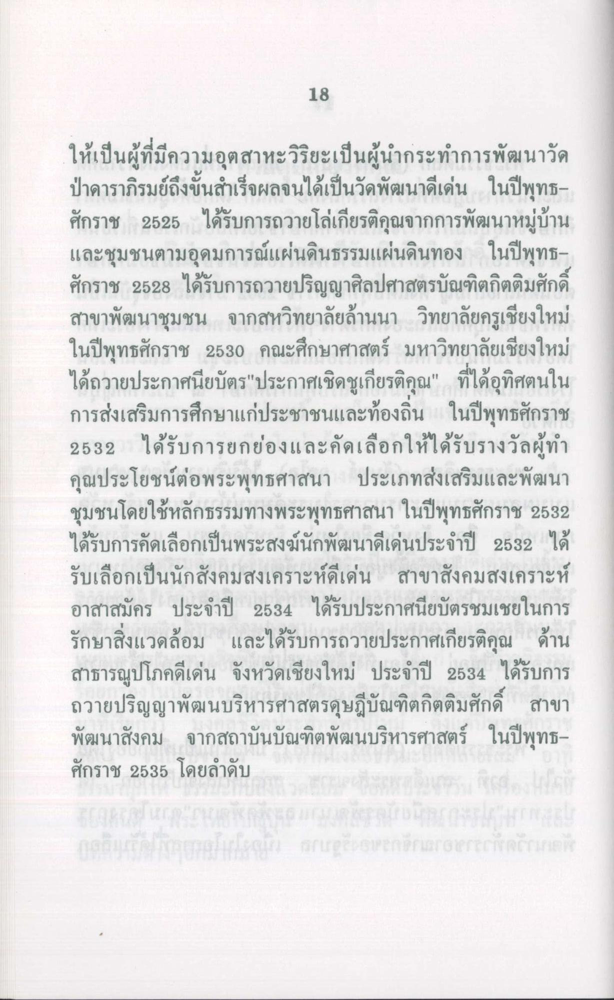 18
ให้เป็นผู้ที่มีความอุตสาหะวิริยะเป็นผู้นำกระทำการพัฒนาวัด
ป่าดาราภิรมย์ถึงขั้นสำเร็จผลจนได้เป็นวัดพัฒนาดีเด่น ในปีพุทธ-
ศักราช 2525 ได้รับการถวายโล่เกียรติคุณจากการพัฒนาหมู่บ้าน
และชุมชนตามอุดมการณ์แผ่นดินธรรมแผ่นดินทอง ในปีพุทธ-
ศักราช 2528 ได้รับการถวายปริญญาศิลปศาสตรบัณฑิตกิตติมศักดิ์
สาขาพัฒนาชุมชน จากสหวิทยาลัยล้านนา วิทยาลัยครูเชียงใหม่
ในปีพุทธศักราช 2530 คณะศึกษาศาสตร์ มหาวิทยาลัยเชียงใหม่
ได้ถวายประกาศนียบัตร"ประกาศเชิดชูเกียรติคุณ" ที่ได้อุทิศตนใน
การส่งเสริมการศึกษาแก่ประชาชนและท้องถิ่น ในปีพุทธศักราช
2532 ได้รับการยกย่องและคัดเลือกให้ได้รับรางวัลผู้ทำ
คุณประโยชน์ต่อพระพุทธศาสนา ประเภทส่งเสริมและพัฒนา
ชุมชนโดยใช้หลักธรรมทางพระพุทธศาสนา ในปีพุทธศักราช 2532
ได้รับการคัดเลือกเป็นพระสงฆ์นักพัฒนาดีเด่นประจำปี 2532 ได้
รับเลือกเป็นนักสังคมสงเคราะห์ดีเด่น สาขาสังคมสงเคราะห์
อาสาสมัคร ประจำปี 2534 ได้รับประกาศนียบัตรชมเชยในการ
รักษาสิ่งแวดล้อม และได้รับการถวายประกาศเกียรติคุณ ด้าน
สาธารณูปโภคดีเด่น จังหวัดเชียงใหม่ ประจำปี 2534 ได้รับการ
ถวายปริญญาพัฒนบริหารศาสตรดุษฎีบัณฑิตกิตติมศักดิ์ สาขา
พัฒนาสังคม จากสถาบันบัณฑิตพัฒนบริหารศาสตร์ ในปีพุทธ-
ศักราช 2535 โดยลำดับ